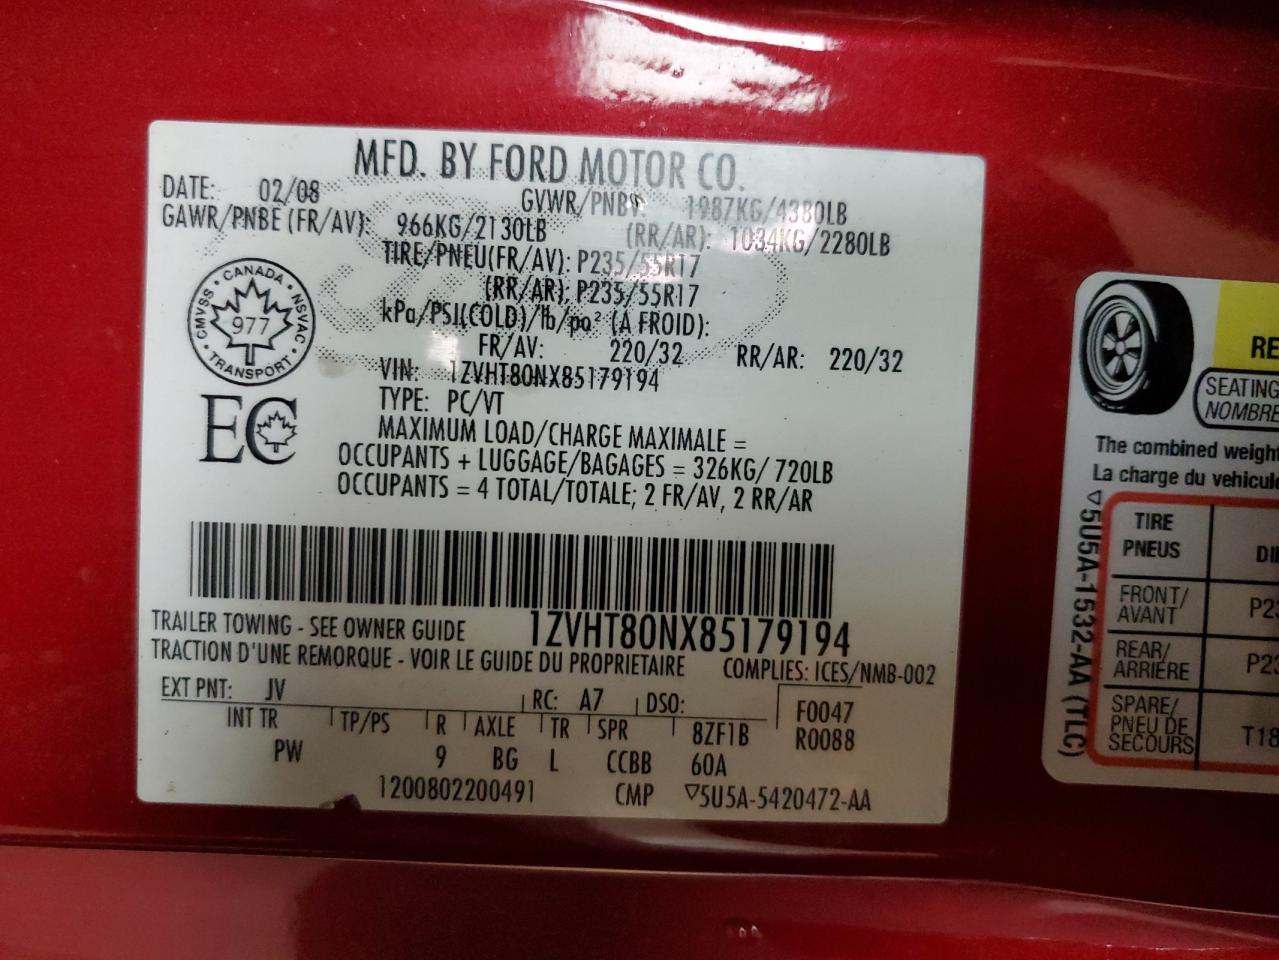 MFD. BY FORD MOTOR CO.
DATE: 02/08 GVWR/PNBV: 1987KG/4380LB
GAWR/PNBE (FR/AV): 966KG/2130LB (RR/AR): 1034KG/2280LB
TIRE/PNEU(FR/AV): P235/55R17
(RR/AR): P235/55R17
kPa/PSI(COLD)/lb/po² (A FROID):
FR/AV: 220/32 RR/AR: 220/32
VIN: 1ZVHT80NX85179194
TYPE: PC/VT
MAXIMUM LOAD/CHARGE MAXIMALE =
OCCUPANTS + LUGGAGE/BAGAGES = 326KG/ 720LB
OCCUPANTS = 4 TOTAL/TOTALE; 2 FR/AV, 2 RR/AR
CANADA
CMVSS 977 NSVAC
TRANSPORT
EC
TRAILER TOWING - SEE OWNER GUIDE 1ZVHT80NX85179194
TRACTION D'UNE REMORQUE - VOIR LE GUIDE DU PROPRIETAIRE COMPLIES: ICES/NMB-002
EXT PNT: JV RC: A7 DSO: F0047
INT TR TP/PS R AXLE TR SPR 8ZF1B R0088
PW 9 BG L CCBB 60A
1200802200491 CMP ▽5U5A-5420472-AA
RE
SEATING
NOMBRE
The combined weight
La charge du véhicule
TIRE
PNEUS DI
FRONT/
AVANT P23
REAR/
ARRIÈRE P23
SPARE/
PNEU DE
SECOURS T18
▽5U5A-1532-AA (TLC)